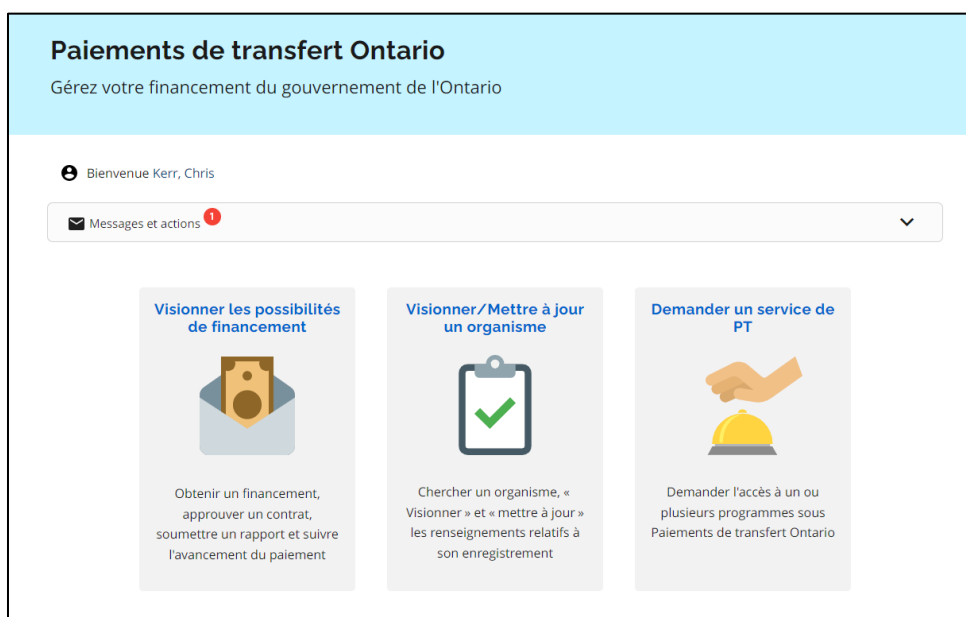 Paiements de transfert Ontario
Gérez votre financement du gouvernement de l'Ontario
Bienvenue Kerr, Chris
Messages et actions 1
Visionner les possibilités
de financement
Obtenir un financement,
approuver un contrat,
soumettre un rapport et suivre
l'avancement du paiement
Visionner/Mettre à jour
un organisme
Chercher un organisme, «
Visionner » et « mettre à jour »
les renseignements relatifs à
son enregistrement
Demander un service de
PT
Demander l'accès à un ou
plusieurs programmes sous
Paiements de transfert Ontario